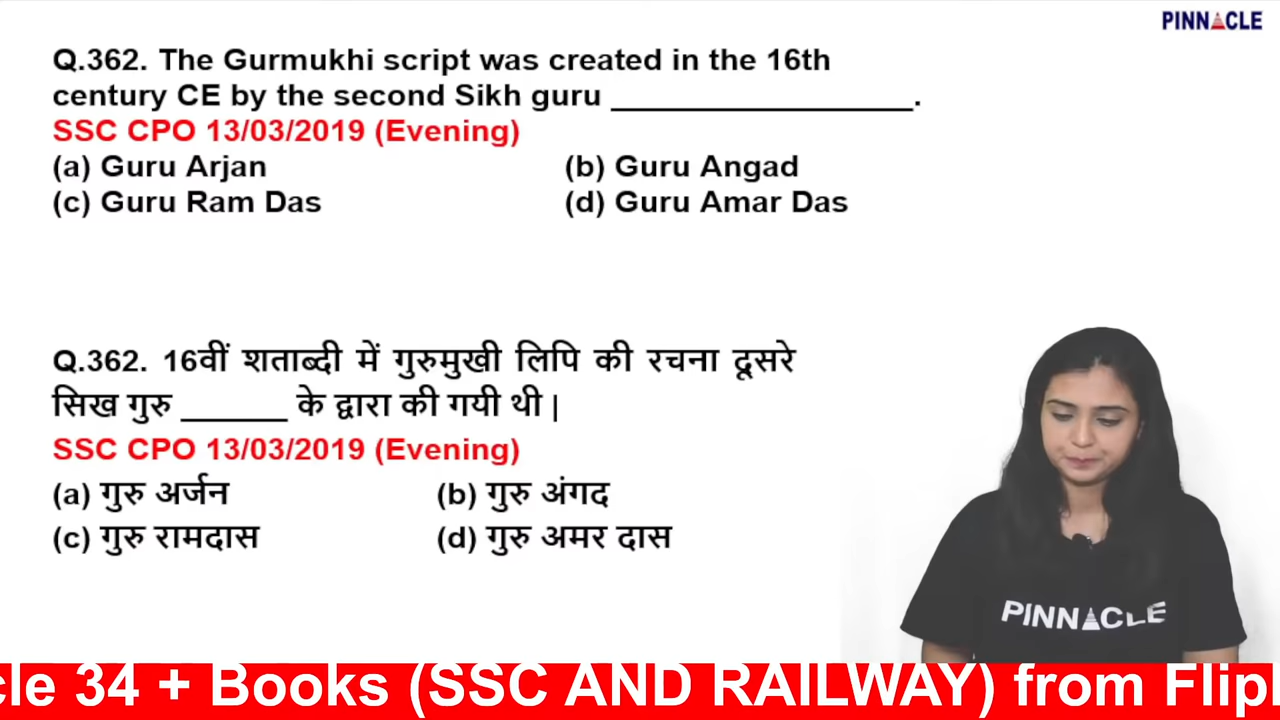 PINNACLE
Q.362. The Gurmukhi script was created in the 16th
century CE by the second Sikh guru __________________.
SSC CPO 13/03/2019 (Evening)
(a) Guru Arjan (b) Guru Angad
(c) Guru Ram Das (d) Guru Amar Das
Q.362. 16वीं शताब्दी में गुरुमुखी लिपि की रचना दूसरे
सिख गुरु ______ के द्वारा की गयी थी |
SSC CPO 13/03/2019 (Evening)
(a) गुरु अर्जन (b) गुरु अंगद
(c) गुरु रामदास (d) गुरु अमर दास
PINNACLE
cle 34 + Books (SSC AND RAILWAY) from Flip